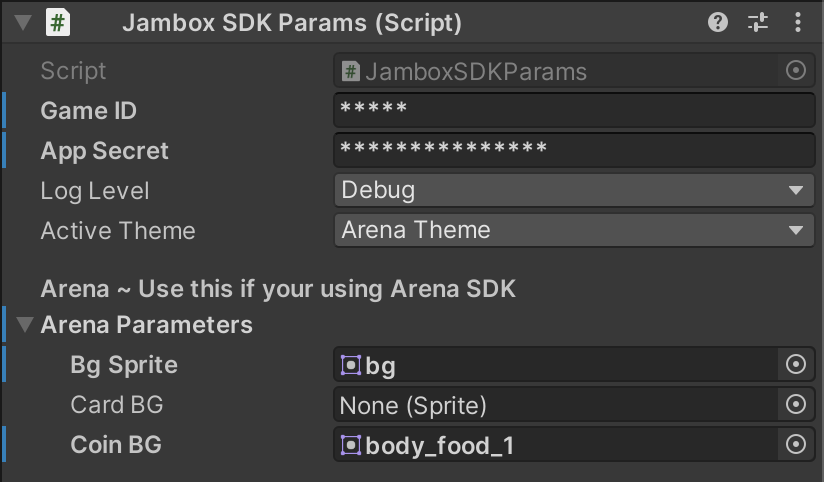 Jambox SDK Params (Script)
Script JamboxSDKParams
Game ID *****
App Secret ***************
Log Level Debug
Active Theme Arena Theme
Arena ~ Use this if your using Arena SDK
Arena Parameters
Bg Sprite bg
Card BG None (Sprite)
Coin BG body_food_1